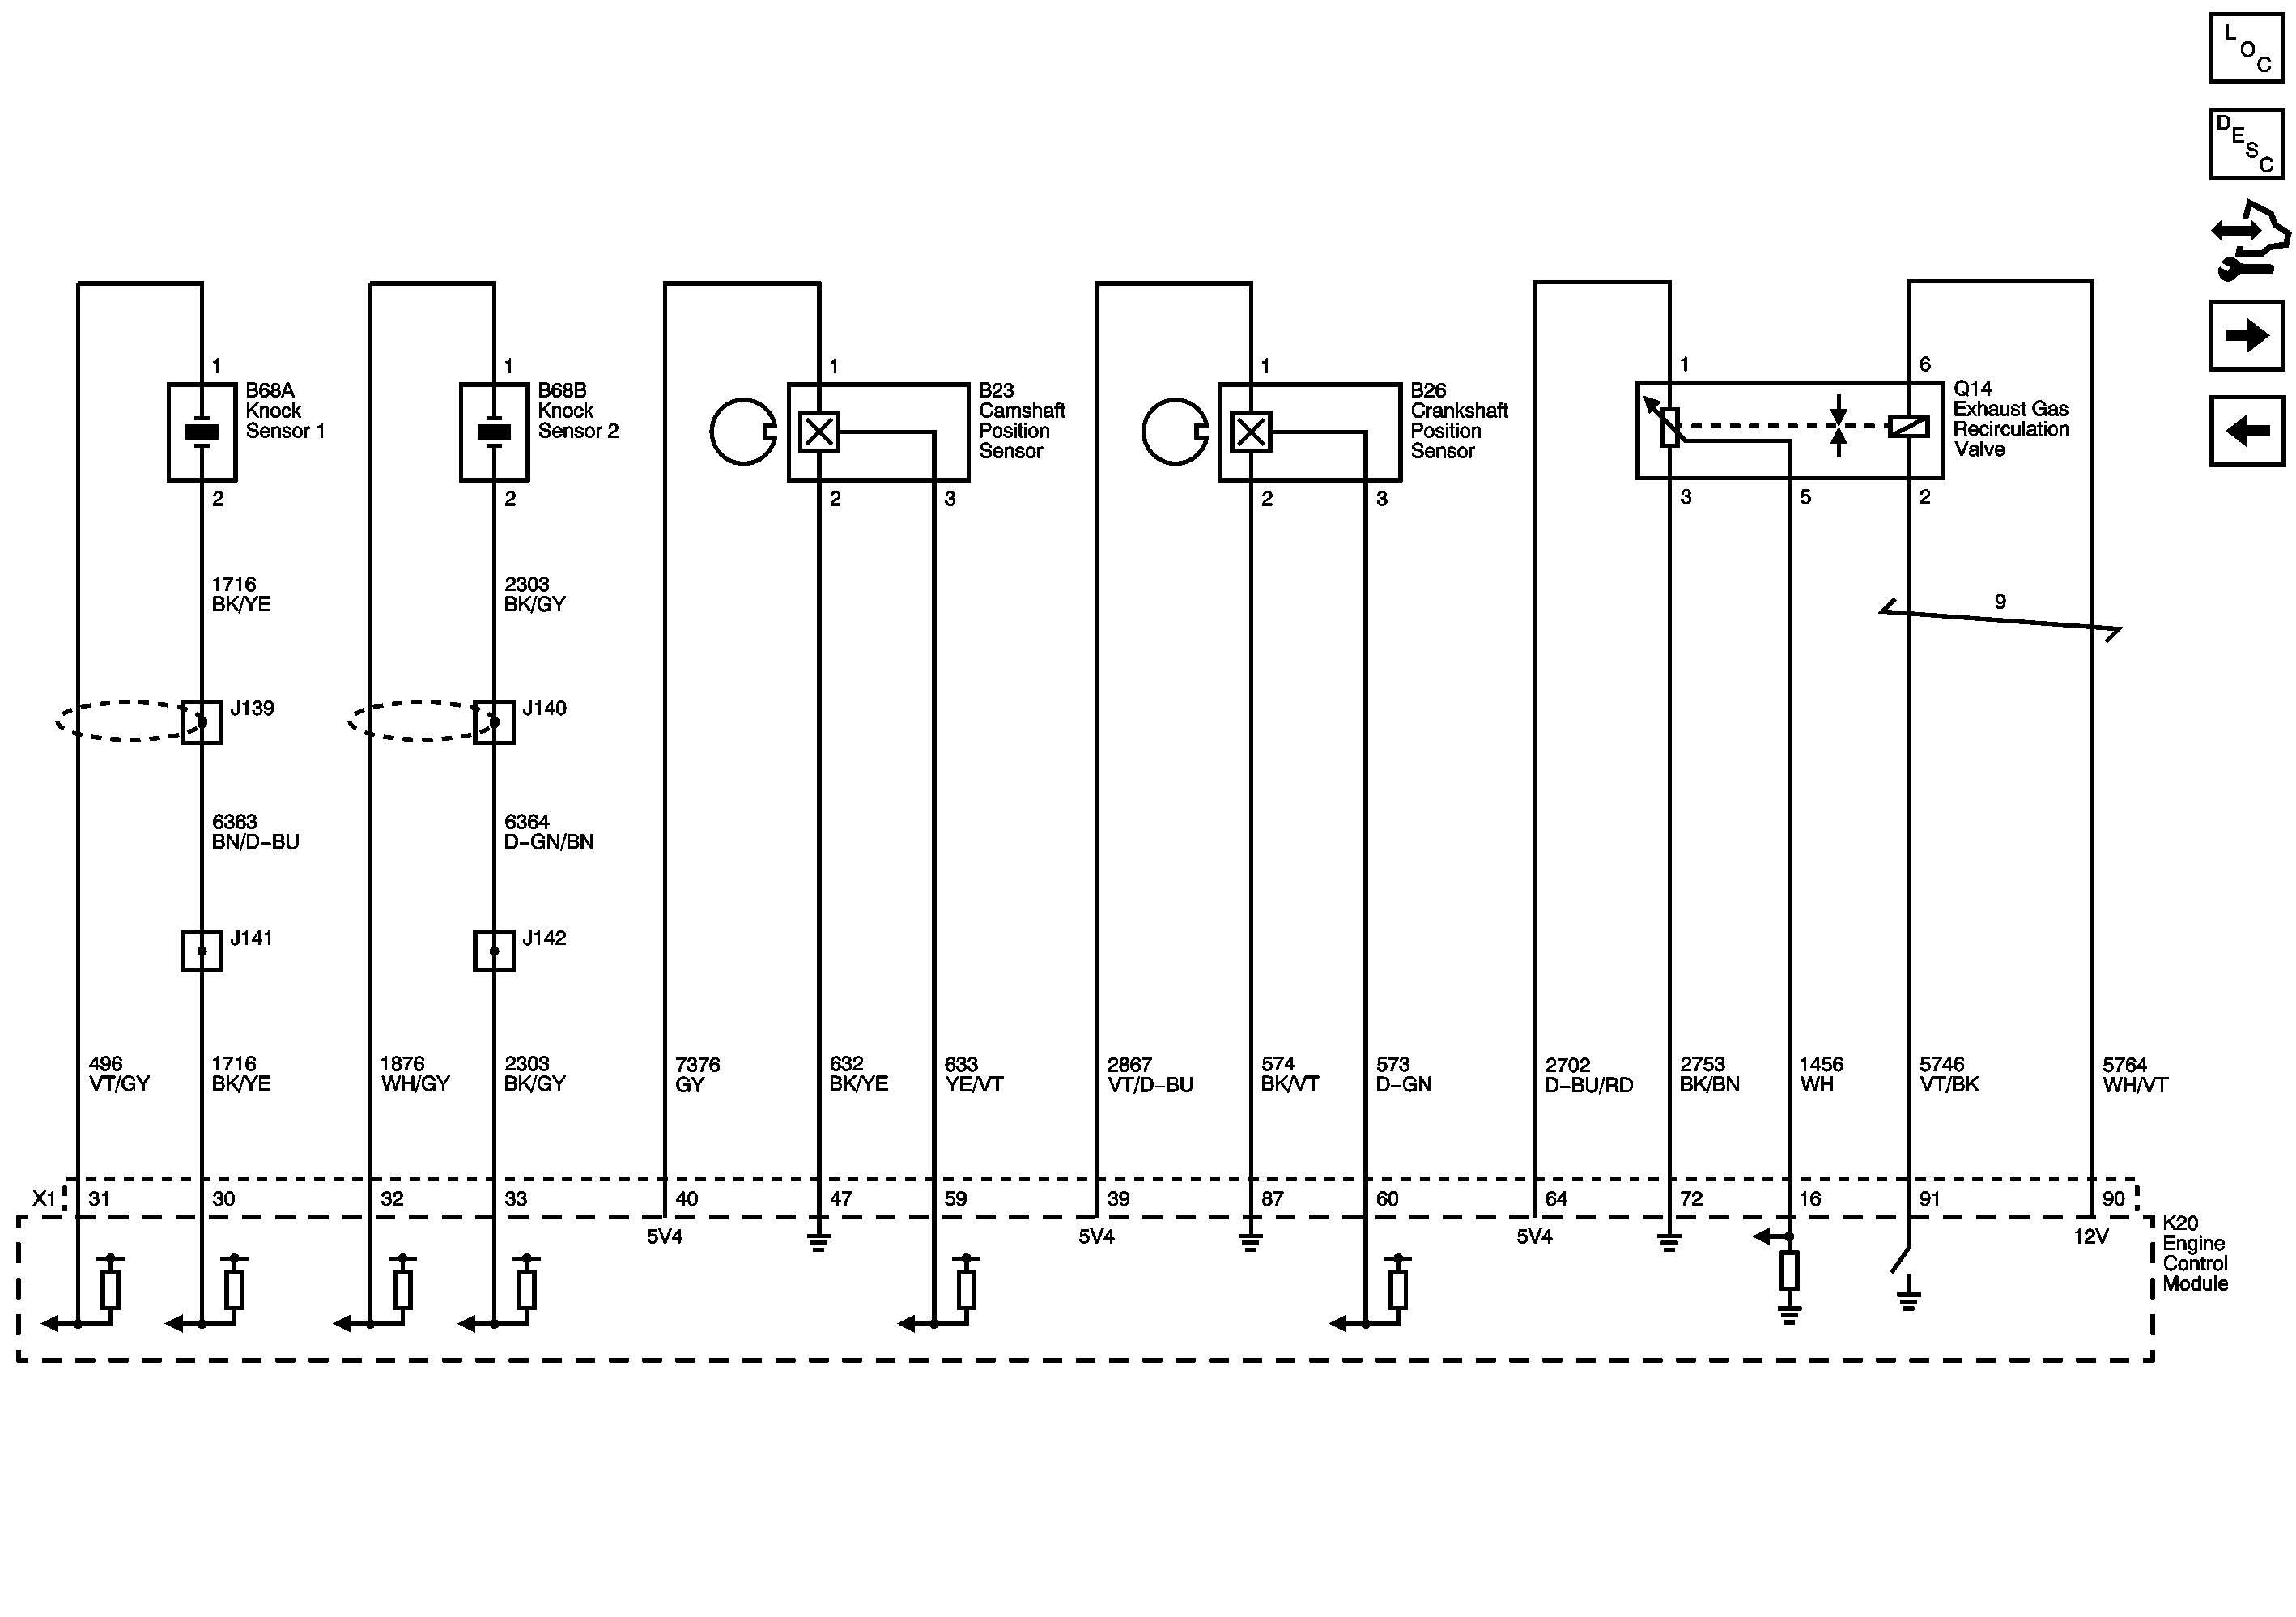 L
O
C
D
E
S
C
1
1
1
1
1
6
B68A
Knock
Sensor 1
B68B
Knock
Sensor 2
B23
Camshaft
Position
Sensor
B26
Crankshaft
Position
Sensor
Q14
Exhaust Gas
Recirculation
Valve
2
2
2
3
2
3
3
5
2
1716
BK/YE
2303
BK/GY
9
J139
J140
6363
BN/D-BU
6364
D-GN/BN
J141
J142
496
VT/GY
1716
BK/YE
1876
WH/GY
2303
BK/GY
7376
GY
632
BK/YE
633
YE/VT
2867
VT/D-BU
574
BK/VT
573
D-GN
2702
D-BU/RD
2753
BK/BN
1456
WH
5746
VT/BK
5764
WH/VT
X1 31 30 32 33 40 47 59 39 87 60 64 72 16 91 90
5V4 5V4 5V4 12V
K20
Engine
Control
Module